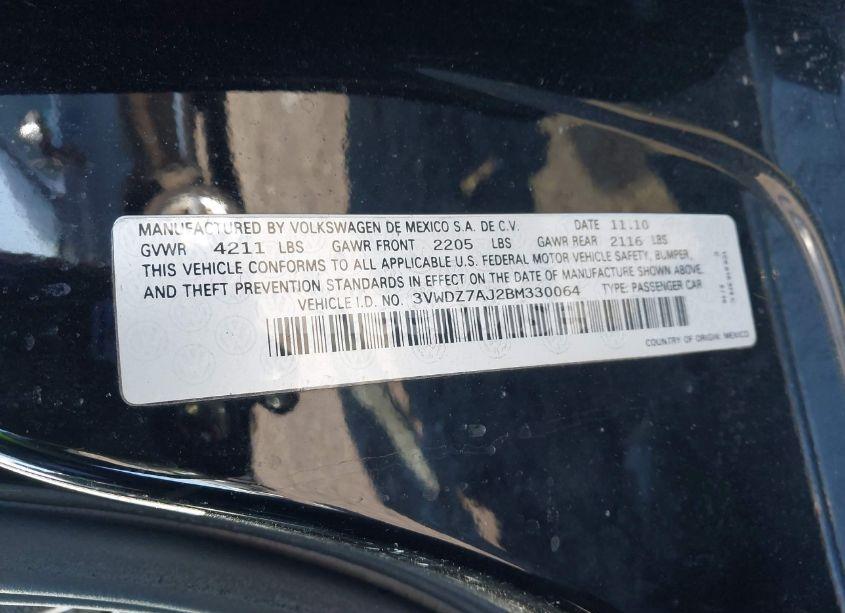 MANUFACTURED BY VOLKSWAGEN DE MEXICO S.A. DE C.V. DATE 11.10
GVWR 4211 LBS GAWR FRONT 2205 LBS GAWR REAR 2116 LBS
THIS VEHICLE CONFORMS TO ALL APPLICABLE U.S. FEDERAL MOTOR VEHICLE SAFETY, BUMPER,
AND THEFT PREVENTION STANDARDS IN EFFECT ON THE DATE OF MANUFACTURE SHOWN ABOVE.
VEHICLE I.D. NO. 3VWDZ7AJ2BM330064 TYPE: PASSENGER CAR
COUNTRY OF ORIGIN: MEXICO